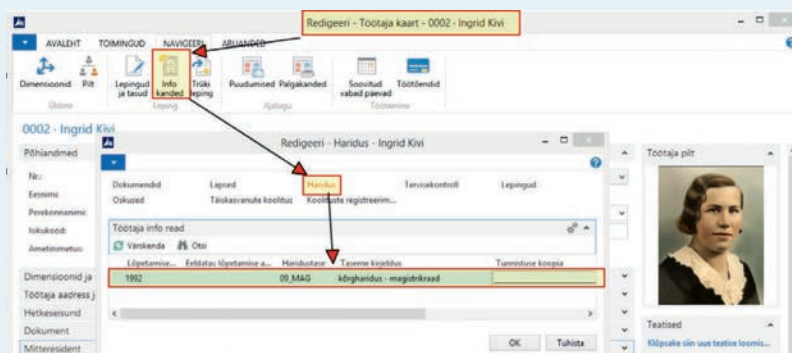 Redigeeri - Töötaja kaart - 0002 · Ingrid Kivi
AVALEHT TOIMINGUD NAVIGEERI ARUANDED
Dimensioonid Pilt Lepingud ja tasud Info kanded Trüki leping Puudumised Palgakanded Soovitud vabad päevad Töötõendid
Üldine Leping Ajalugu Töötamine
0002 · Ingrid Kivi
Põhiandmed
Nr.:
Eesnimi:
Perekonnanimi:
Isikukood:
Ametinimetus:
Dimensioonid ja
Töötaja aadress j
Hetkeseisund
Dokument
Mitteresident
Redigeeri - Haridus - Ingrid Kivi
Dokumendid Lapsed Haridus Tervisekontroll Lepingud
Oskused Täiskasvanute koolitus Koolituste registreerim...
Töötaja info read
Värskenda Otsi
Lõpetamise... Eeldatav lõpetamise a... Haridustase Taseme kirjeldus Tunnistuse koopia
1992 09_MAG kõrgharidus - magistrikraad
OK Tühista
Töötaja pilt
Teatised
Klõpsake siin uue teatise loomis...